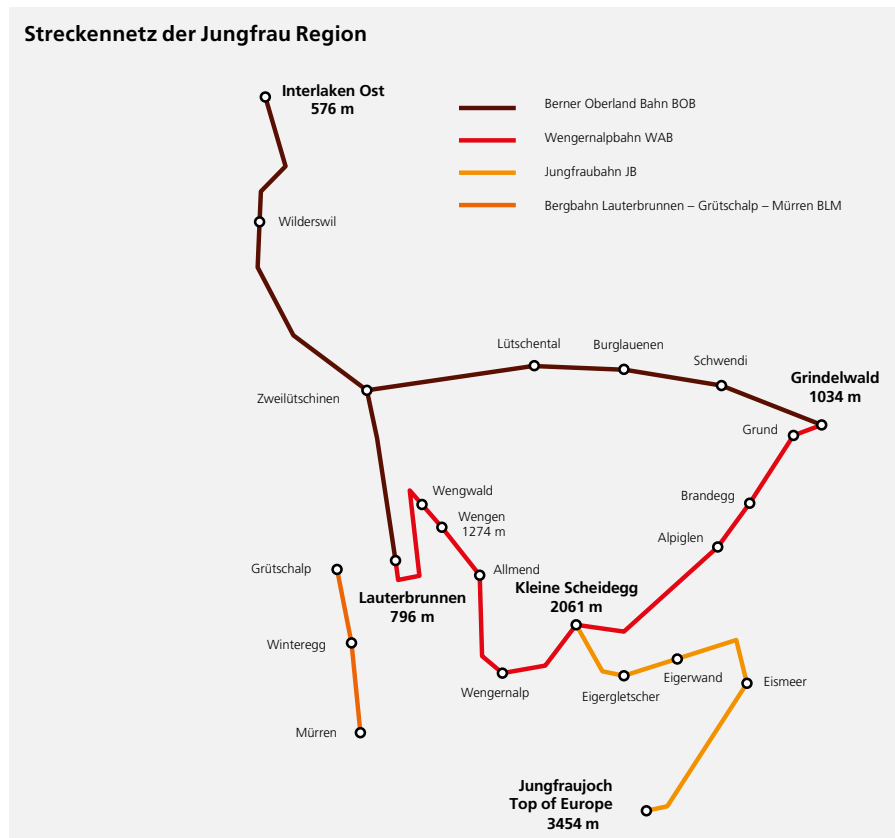 Streckennetz der Jungfrau Region
Interlaken Ost
576 m
Berner Oberland Bahn BOB
Wengernalpbahn WAB
Jungfraubahn JB
Bergbahn Lauterbrunnen – Grütschalp – Mürren BLM
Wilderswil
Lütschental
Burglauenen
Schwendi
Grindelwald
1034 m
Zweilütschinen
Grund
Wengwald
Wengen
1274 m
Brandegg
Alpiglen
Grütschalp
Allmend
Lauterbrunnen
796 m
Kleine Scheidegg
2061 m
Winteregg
Wengernalp
Eigergletscher
Eigerwand
Eismeer
Mürren
Jungfraujoch
Top of Europe
3454 m